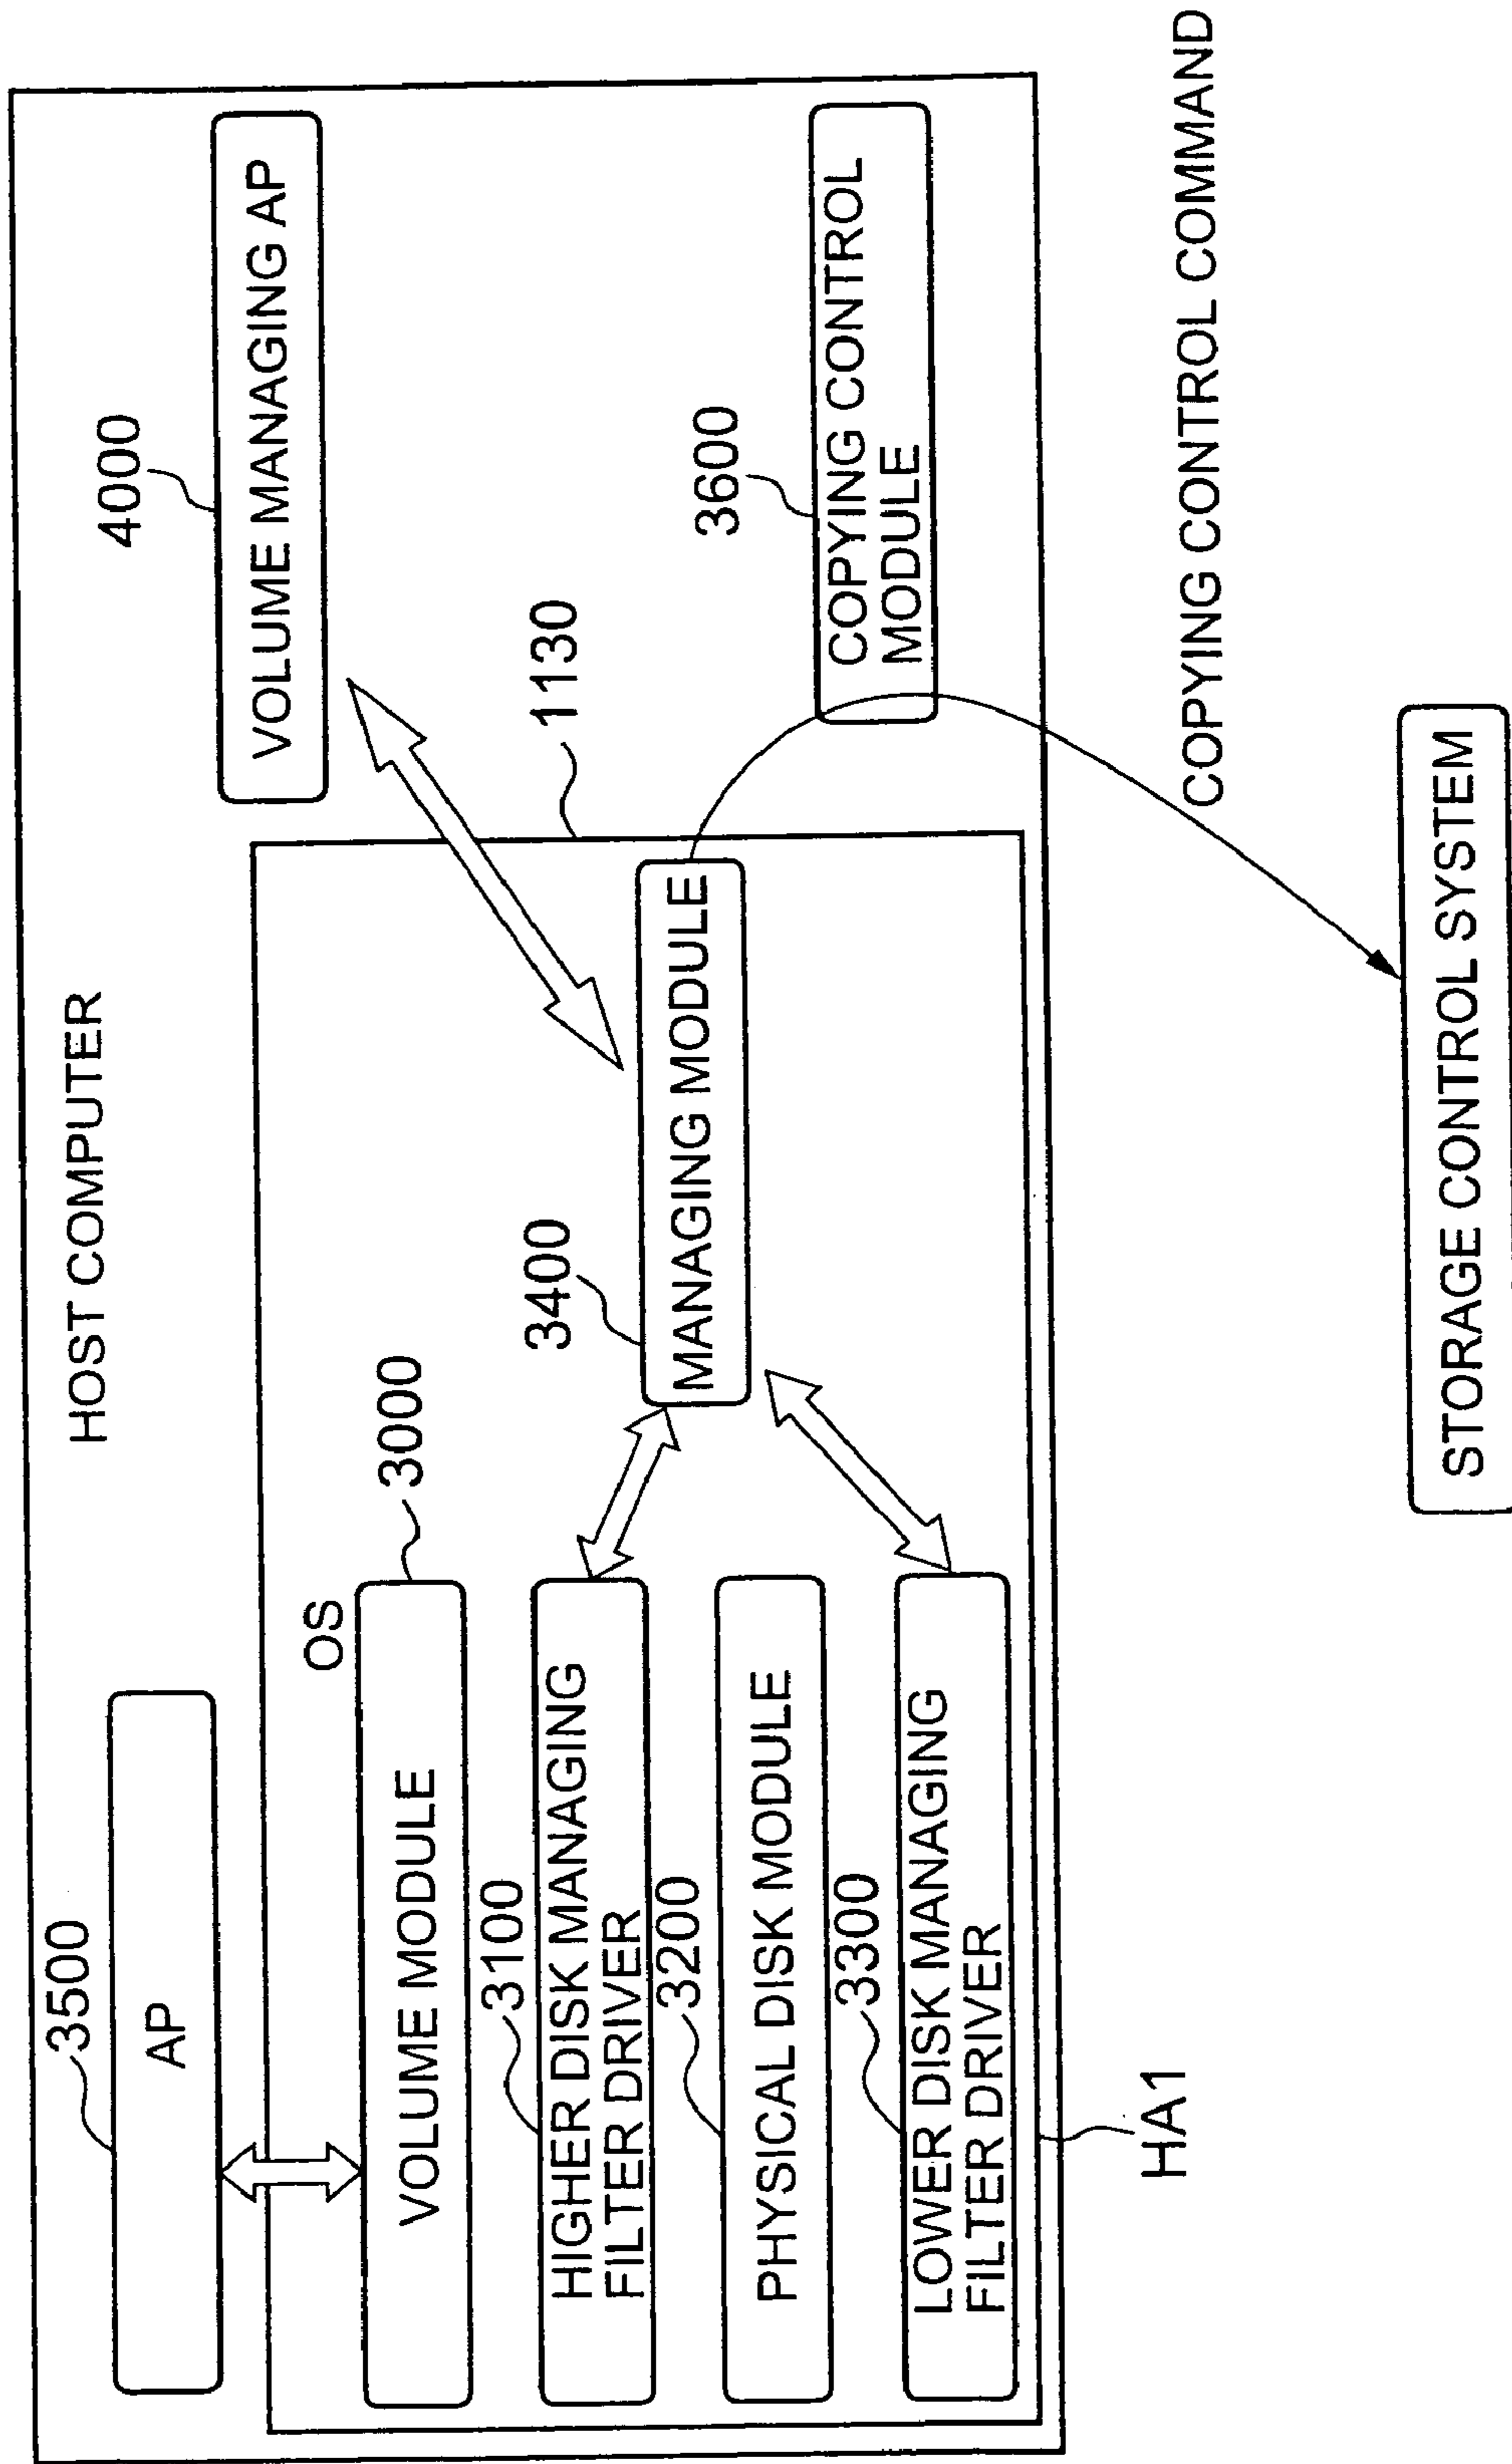 HOST COMPUTER
3500
AP
4000
VOLUME MANAGING AP
OS
1130
3000
VOLUME MODULE
3100
HIGHER DISK MANAGING
FILTER DRIVER
3400
MANAGING MODULE
3200
PHYSICAL DISK MODULE
3600
COPYING CONTROL
MODULE
3300
LOWER DISK MANAGING
FILTER DRIVER
HA1
COPYING CONTROL COMMAND
STORAGE CONTROL SYSTEM